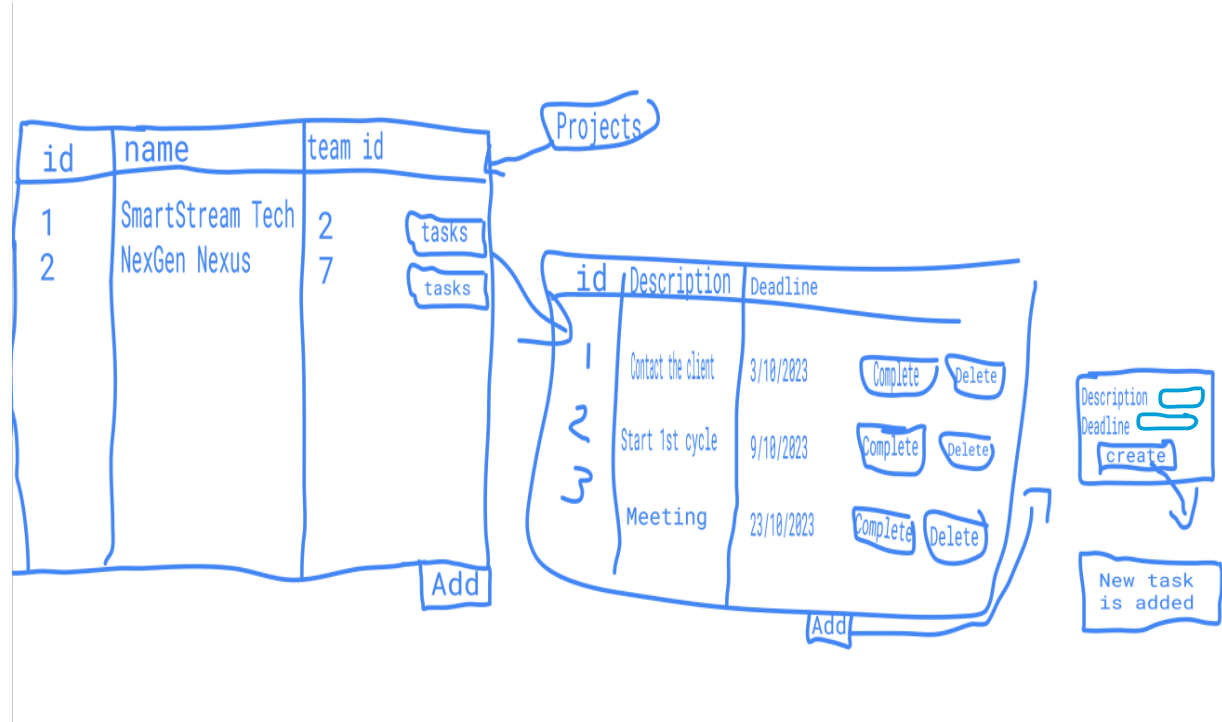 Projects
id name team id
1 SmartStream Tech 2 tasks
2 NexGen Nexus 7 tasks
Add
id Description Deadline
1 Contact the client 3/10/2023 Complete Delete
2 Start 1st cycle 9/10/2023 Complete Delete
3 Meeting 23/10/2023 Complete Delete
Add
Description
Deadline
create
New task
is added